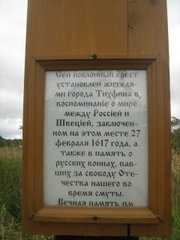 Сей поклонный крест
установлен жителя-
ми города Тихвина в
воспоминание о мире
между Россией и
Швецией, заключен-
ном на этом месте 27
февраля 1617 года, а
также в память о
русских воинах, пав-
ших за свободу Оте-
чества нашего во
время смуты.
Вечная память им